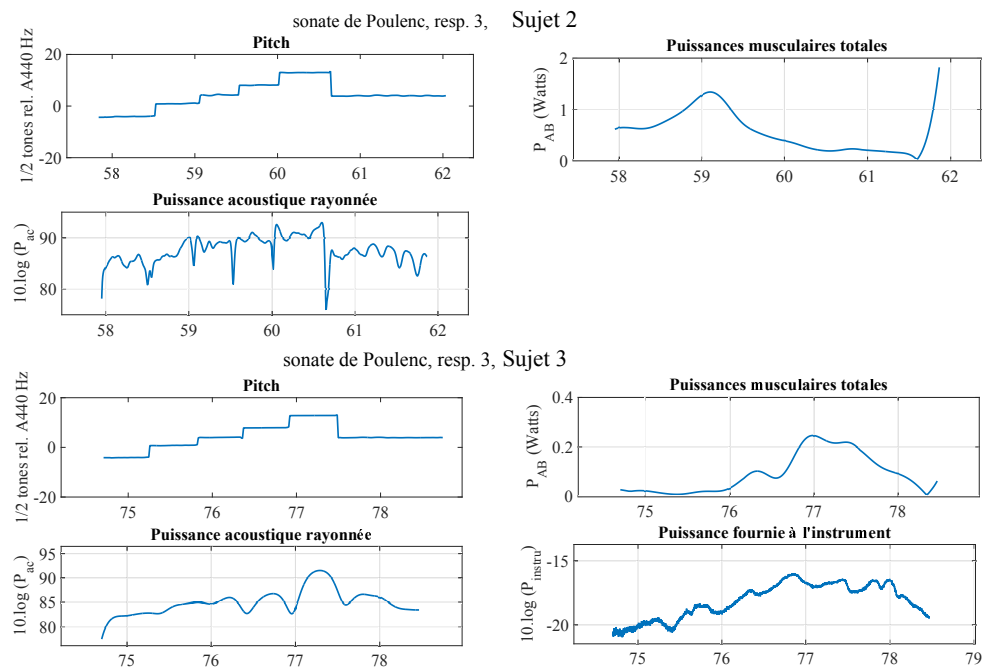 sonate de Poulenc, resp. 3, Sujet 2
Pitch
1/2 tones rel. A440 Hz
20
0
-20
58 59 60 61 62
Puissances musculaires totales
P_AB (Watts)
2
1
0
58 59 60 61 62
Puissance acoustique rayonnée
10.log (P_ac)
90
80
58 59 60 61 62
sonate de Poulenc, resp. 3, Sujet 3
Pitch
1/2 tones rel. A440 Hz
20
0
-20
75 76 77 78
Puissances musculaires totales
P_AB (Watts)
0.4
0.2
0
75 76 77 78
Puissance acoustique rayonnée
10.log (P_ac)
95
90
85
80
75 76 77 78
Puissance fournie à l'instrument
10.log (P_instru)
-15
-20
75 76 77 78 79